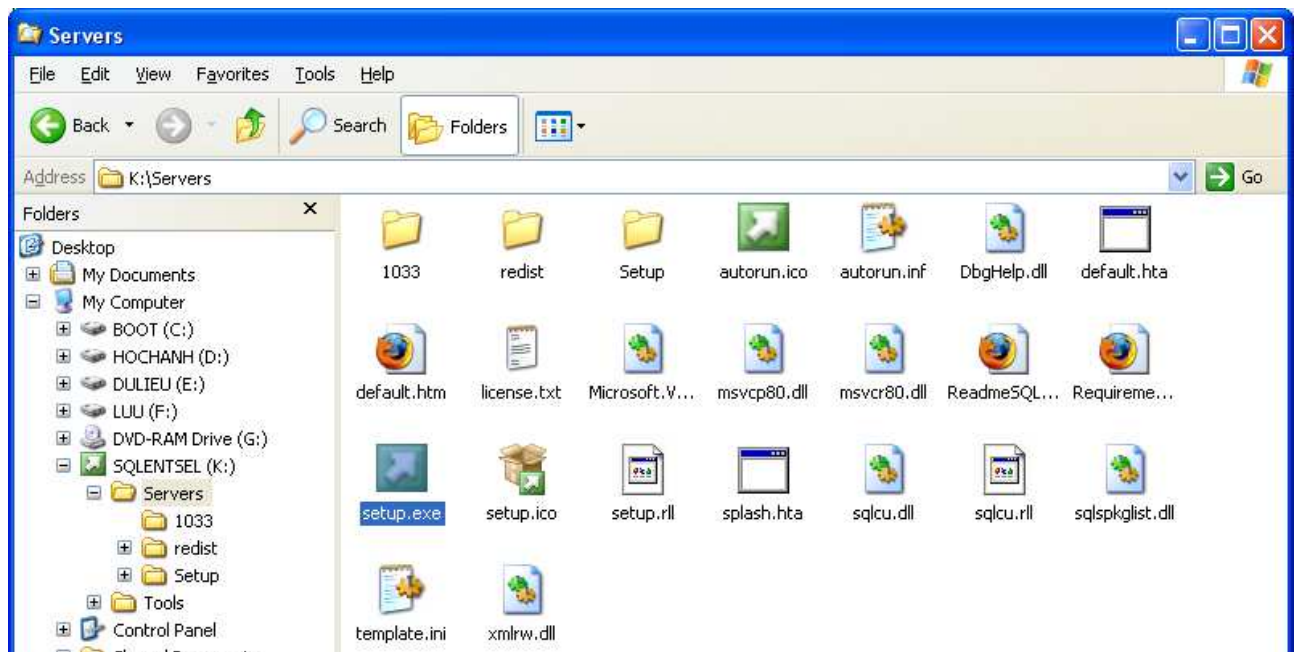 Servers
File Edit View Favorites Tools Help
Back Search Folders
Address K:\Servers Go
Folders X
Desktop
My Documents
My Computer
BOOT (C:)
HOCHANH (D:)
DULIEU (E:)
LUU (F:)
DVD-RAM Drive (G:)
SQLENTSEL (K:)
Servers
1033
redist
Setup
Tools
Control Panel
1033 redist Setup autorun.ico autorun.inf DbgHelp.dll default.hta
default.htm license.txt Microsoft.V... msvcp80.dll msvcr80.dll ReadmeSQL... Requireme...
setup.exe setup.ico setup.rll splash.hta sqlcu.dll sqlcu.rll sqlspkglist.dll
template.ini xmlrw.dll